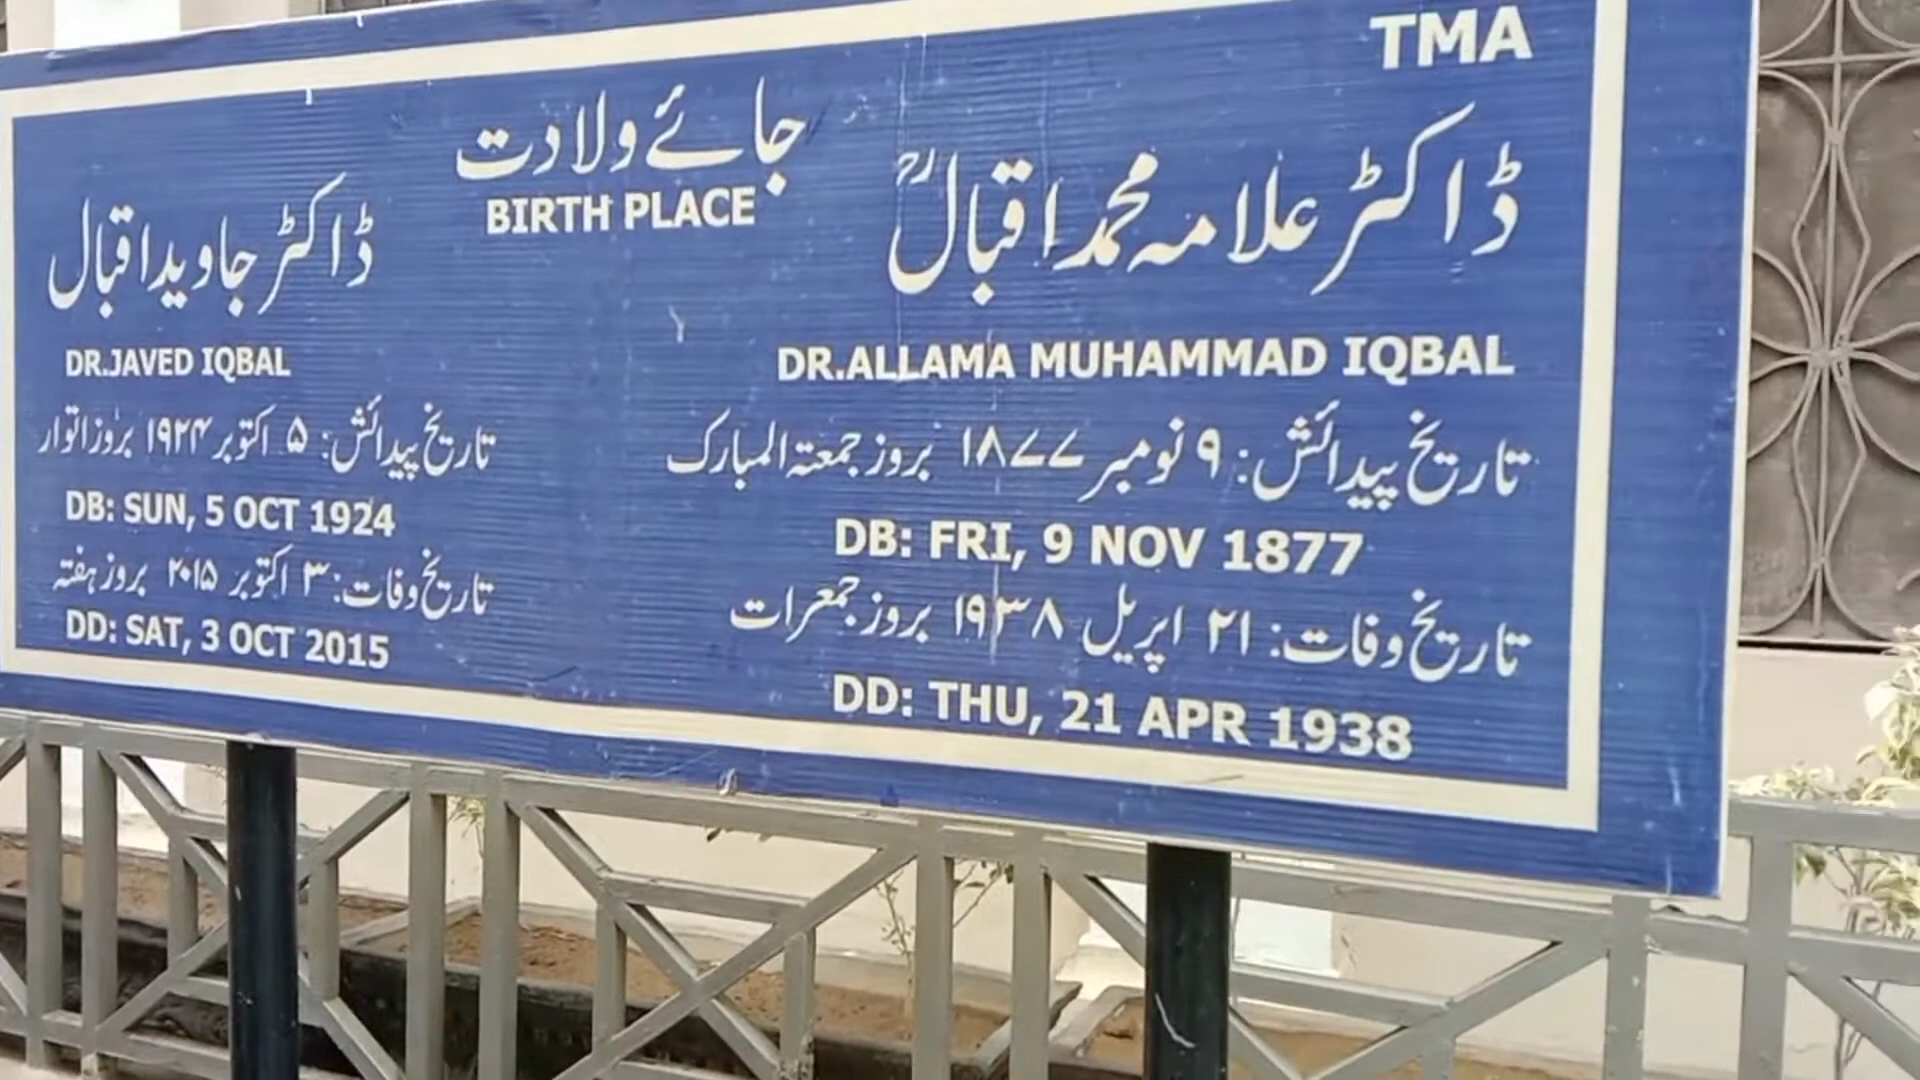 TMA
جائے ولادت
BIRTH PLACE
ڈاکٹر علامہ محمد اقبالؒ
DR.ALLAMA MUHAMMAD IQBAL
تاریخ پیدائش: ۹ نومبر ۱۸۷۷ بروز جمعتہ المبارک
DB: FRI, 9 NOV 1877
تاریخ وفات: ۲۱ اپریل ۱۹۳۸ بروز جمعرات
DD: THU, 21 APR 1938
ڈاکٹر جاوید اقبال
DR.JAVED IQBAL
تاریخ پیدائش: ۵ اکتوبر ۱۹۲۴ بروز اتوار
DB: SUN, 5 OCT 1924
تاریخ وفات: ۳ اکتوبر ۲۰۱۵ بروز ہفتہ
DD: SAT, 3 OCT 2015